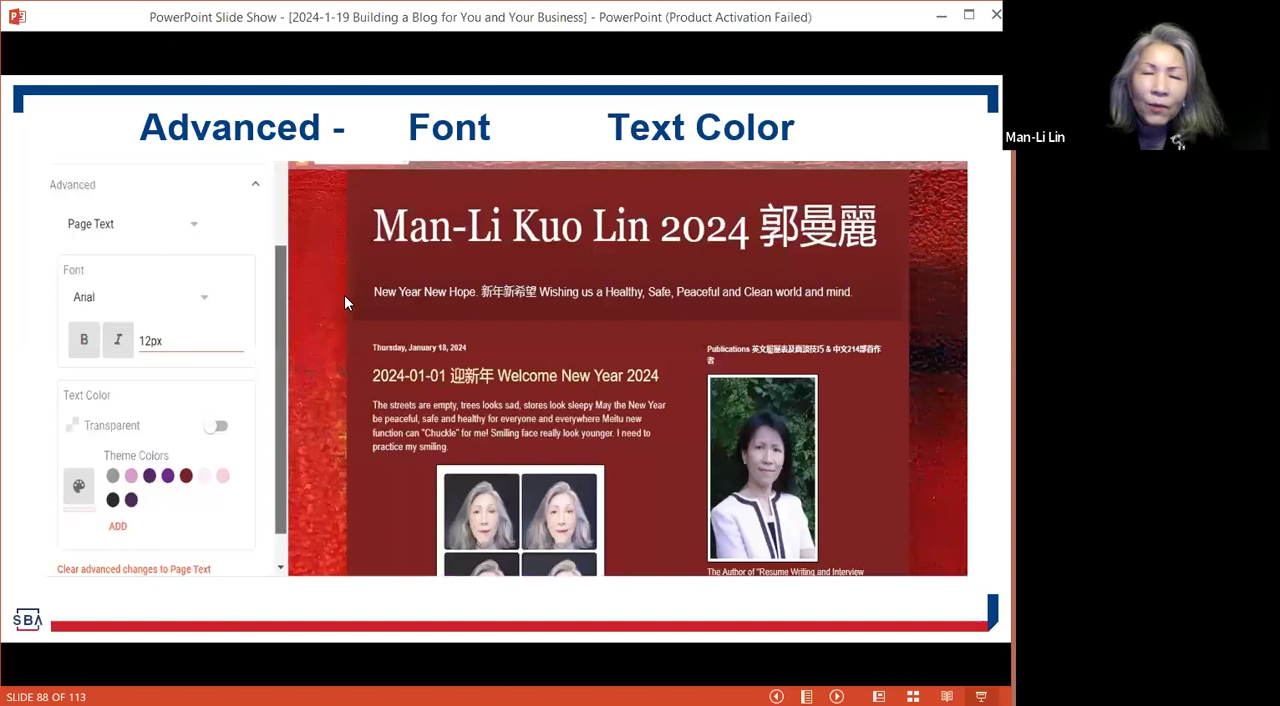 PowerPoint Slide Show - [2024-1-19 Building a Blog for You and Your Business] - PowerPoint (Product Activation Failed)
Man-Li Lin
Advanced - Font Text Color
Advanced
Page Text
Font
Arial
B I 12px
Text Color
Transparent
Theme Colors
ADD
Clear advanced changes to Page Text
Man-Li Kuo Lin 2024 郭曼麗
New Year New Hope. 新年新希望 Wishing us a Healthy, Safe, Peaceful and Clean world and mind.
Thursday, January 18, 2024
2024-01-01 迎新年 Welcome New Year 2024
The streets are empty, trees looks sad, stores look sleepy May the New Year
be peaceful, safe and healthy for everyone and everywhere Meitu new
function can "Chuckle" for me! Smiling face really look younger. I need to
practice my smiling.
Publications 英文履歷表及面談技巧 & 中文214部首作
者
The Author of "Resume Writing and Interview
SBA
SLIDE 88 OF 113